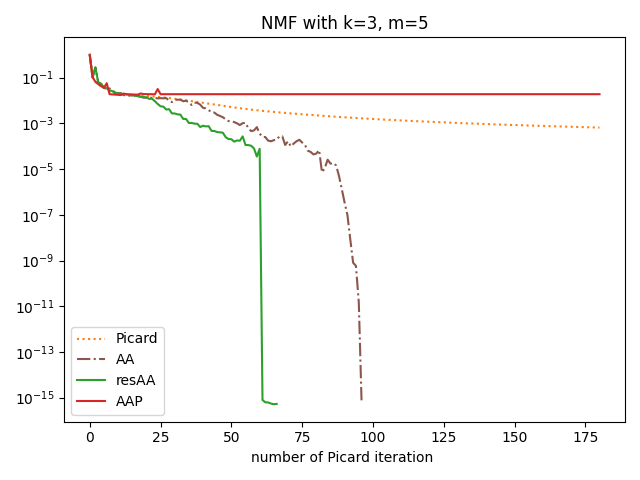 NMF with k=3, m=5
10⁻¹
10⁻³
10⁻⁵
10⁻⁷
10⁻⁹
10⁻¹¹
10⁻¹³
10⁻¹⁵
Picard
AA
resAA
AAP
0 25 50 75 100 125 150 175
number of Picard iteration